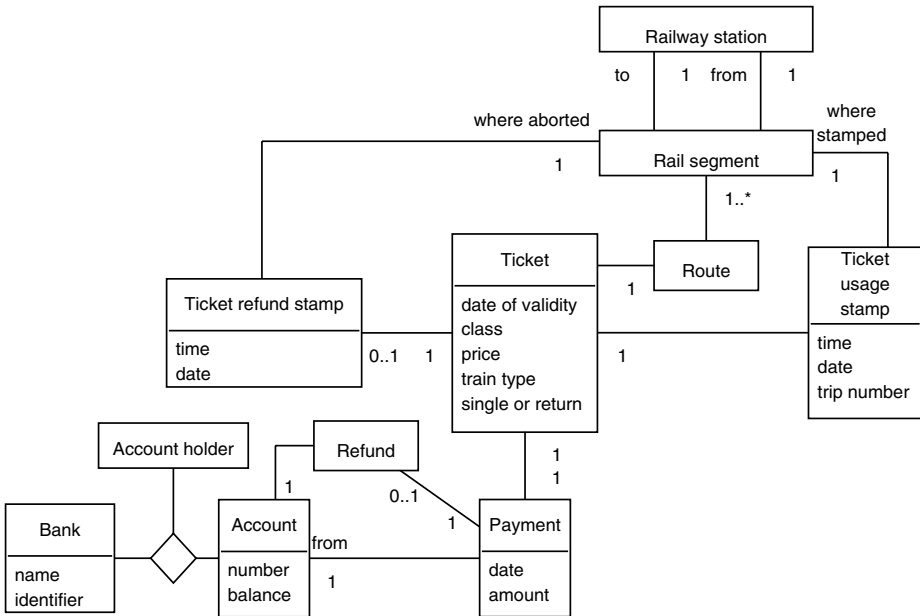 Railway station
to 1 from 1
where aborted
where
stamped
1
Rail segment
1
1..*
Ticket
Route
1
Ticket
usage
stamp
Ticket refund stamp
time
date
0..1 1
date of validity
class
price
train type
single or return
1
time
date
trip number
Account holder
Refund
1
1
1
0..1
1
Bank
name
identifier
Account
number
balance
from
1
Payment
date
amount